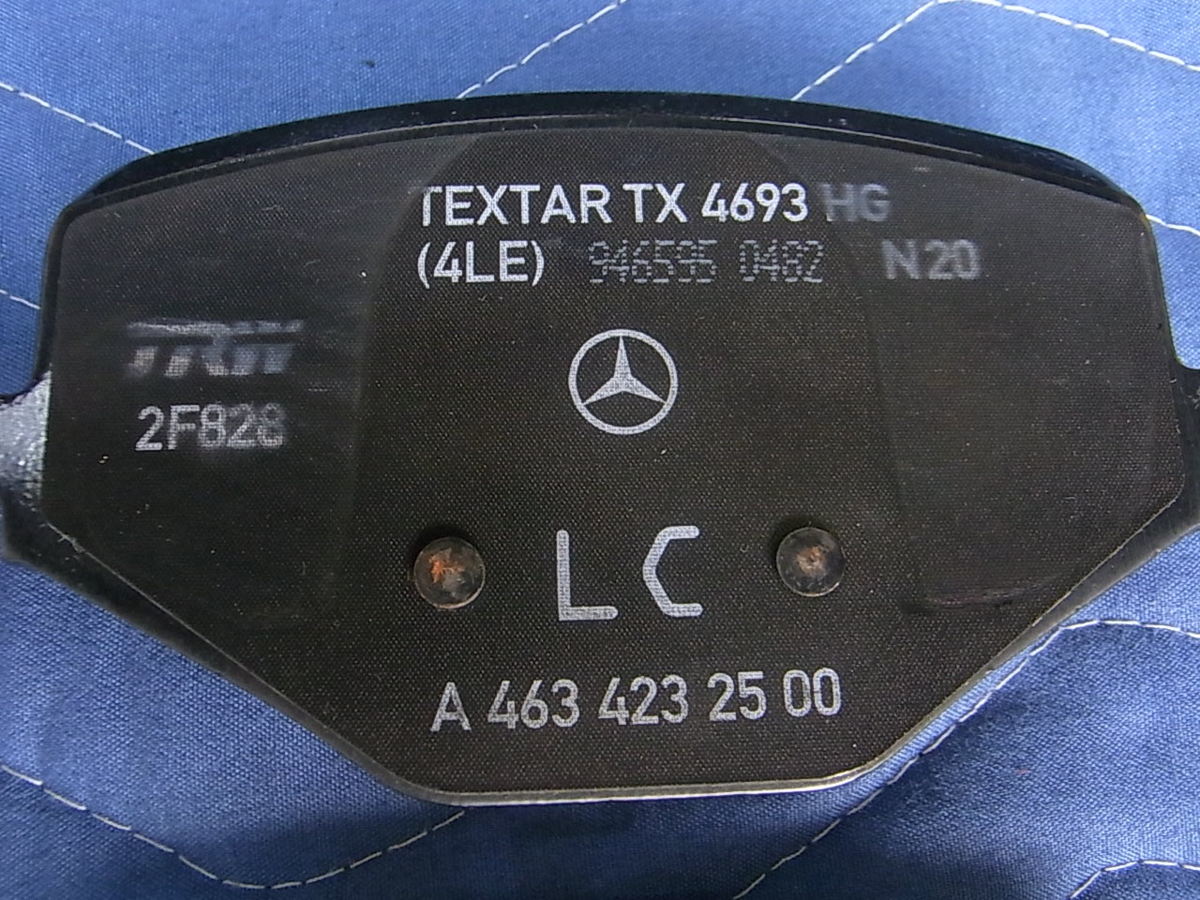 TEXTAR TX 4693 HG
(4LE) 946595 0482 N20
TRW
2F828
LC
A 463 423 25 00